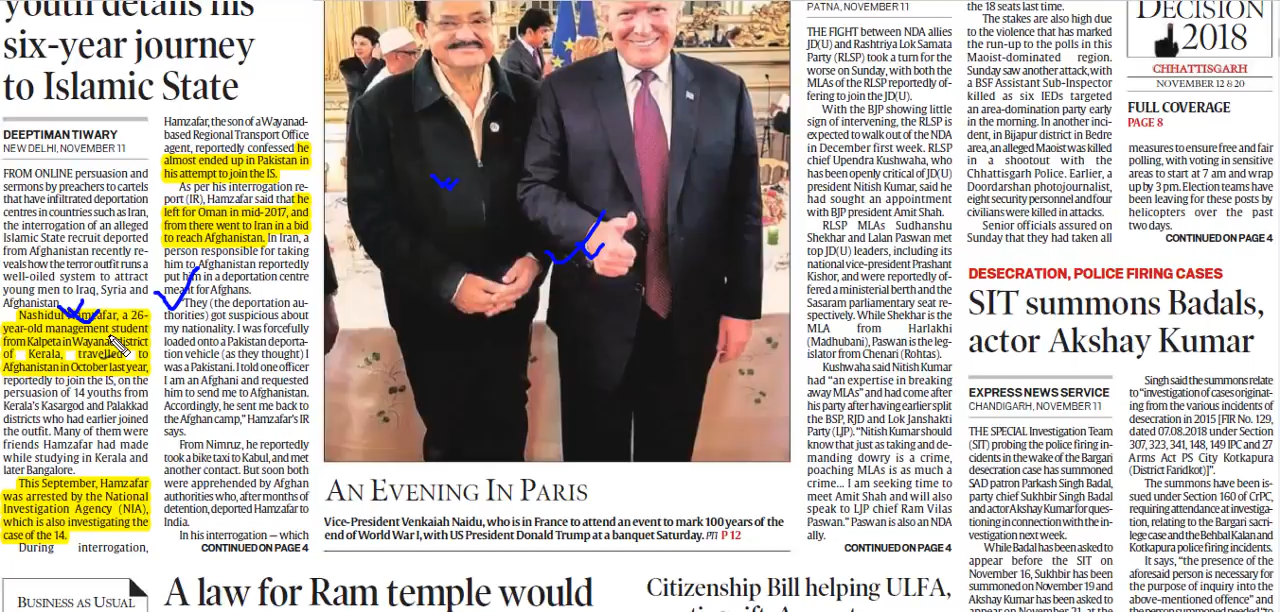 youth details his
six-year journey
to Islamic State
DEEPTIMAN TIWARY
NEW DELHI, NOVEMBER 11
FROM ONLINE persuasion and
sermons by preachers to cartels
that have infiltrated deportation
centres in countries such as Iran,
the interrogation of an alleged
Islamic State recruit deported
from Afghanistan recently re-
veals how the terror outfit runs a
well-oiled system to attract
young men to Iraq, Syria and
Afghanistan.
Nashidul Hamzafar, a 26-
year-old management student
from Kalpeta in Wayanad district
of Kerala, travelled to
Afghanistan in October last year,
reportedly to join the IS, on the
persuasion of 14 youths from
Kerala's Kasargod and Palakkad
districts who had earlier joined
the outfit. Many of them were
friends Hamzafar had made
while studying in Kerala and
later Bangalore.
This September, Hamzafar
was arrested by the National
Investigation Agency (NIA),
which is also investigating the
case of the 14.
During interrogation,
Hamzafar, the son of a Wayanad-
based Regional Transport Office
agent, reportedly confessed he
almost ended up in Pakistan in
his attempt to join the IS.
As per his interrogation re-
port (IR), Hamzafar said that he
left for Oman in mid-2017, and
from there went to Iran in a bid
to reach Afghanistan. In Iran, a
person responsible for taking
him to Afghanistan reportedly
put him in a deportation centre
meant for Afghans.
"They (the deportation au-
thorities) got suspicious about
my nationality. I was forcefully
loaded onto a Pakistan deporta-
tion vehicle (as they thought) I
was a Pakistani. I told one officer
I am an Afghani and requested
him to send me to Afghanistan.
Accordingly, he sent me back to
the Afghan camp," Hamzafar's IR
says.
From Nimruz, he reportedly
took a bike taxi to Kabul, and met
another contact. But soon both
were apprehended by Afghan
authorities who, after months of
detention, deported Hamzafar to
India.
In his interrogation — which
CONTINUED ON PAGE 4
AN EVENING IN PARIS
Vice-President Venkaiah Naidu, who is in France to attend an event to mark 100 years of the
end of World War I, with US President Donald Trump at a banquet Saturday. PTI P 12
PATNA, NOVEMBER 11
THE FIGHT between NDA allies
JD(U) and Rashtriya Lok Samata
Party (RLSP) took a turn for the
worse on Sunday, with both the
MLAs of the RLSP reportedly of-
fering to join the JD(U).
With the BJP showing little
sign of intervening, the RLSP is
expected to walk out of the NDA
in December first week. RLSP
chief Upendra Kushwaha, who
has been openly critical of JD(U)
president Nitish Kumar, said he
had sought an appointment
with BJP president Amit Shah.
RLSP MLAs Sudhanshu
Shekhar and Lalan Paswan met
top JD(U) leaders, including its
national vice-president Prashant
Kishor, and were reportedly of-
fered a ministerial berth and the
Sasaram parliamentary seat re-
spectively. While Shekhar is the
MLA from Harlakhi
(Madhubani), Paswan is the leg-
islator from Chenari (Rohtas).
Kushwaha said Nitish Kumar
had "an expertise in breaking
away MLAs" and had come after
his party after having earlier split
the BSP, RJD and Lok Janshakti
Party (LJP). "Nitish Kumar should
know that just as taking and de-
manding dowry is a crime,
poaching MLAs is as much a
crime... I am seeking time to
meet Amit Shah and will also
speak to LJP chief Ram Vilas
Paswan." Paswan is also an NDA
ally.
CONTINUED ON PAGE 4
the 18 seats last time.
The stakes are also high due
to the violence that has marked
the run-up to the polls in this
Maoist-dominated region.
Sunday saw another attack, with
a BSF Assistant Sub-Inspector
killed as six IEDs targeted
an area-domination party early
in the morning. In another inci-
dent, in Bijapur district in Bedre
area, an alleged Maoist was killed
in a shootout with the
Chhattisgarh Police. Earlier, a
Doordarshan photojournalist,
eight security personnel and four
civilians were killed in attacks.
Senior officials assured on
Sunday that they had taken all
DECISION
2018
CHHATTISGARH
NOVEMBER 12 & 20
FULL COVERAGE
PAGE 8
measures to ensure free and fair
polling, with voting in sensitive
areas to start at 7 am and wrap
up by 3 pm. Election teams have
been leaving for these posts by
helicopters over the past
two days.
CONTINUED ON PAGE 4
DESECRATION, POLICE FIRING CASES
SIT summons Badals,
actor Akshay Kumar
EXPRESS NEWS SERVICE
CHANDIGARH, NOVEMBER 11
THE SPECIAL Investigation Team
(SIT) probing the police firing in-
cidents in the wake of the Bargari
desecration case has summoned
SAD patron Parkash Singh Badal,
party chief Sukhbir Singh Badal
and actor Akshay Kumar for ques-
tioning in connection with the in-
vestigation next week.
While Badal has been asked to
appear before the SIT on
November 16, Sukhbir has been
summoned on November 19 and
Akshay Kumar has been asked to
appear on November 21, at the
Singh said the summons relate
to "investigation of cases originat-
ing from the various incidents of
desecration in 2015 [FIR No. 129,
dated 07.08.2018 under Section
307, 323, 341, 148, 149 IPC and 27
Arms Act PS City Kotkapura
(District Faridkot)]".
The summons have been is-
sued under Section 160 of CrPC,
requiring attendance at investiga-
tion, relating to the Bargari sacri-
lege case and the Behbal Kalan and
Kotkapura police firing incidents.
It says, "the presence of the
aforesaid person is necessary for
the purpose of inquiry into the
above-mentioned offence" and
BUSINESS AS USUAL
A law for Ram temple would
Citizenship Bill helping ULFA,